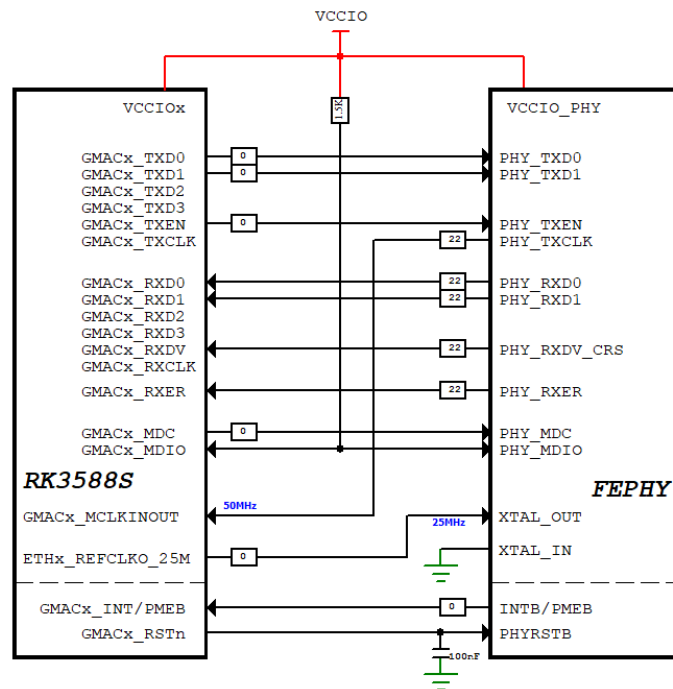 VCCIO
VCCIOx
VCCIO_PHY
1.5K
GMACx_TXD0 0 PHY_TXD0
GMACx_TXD1 0 PHY_TXD1
GMACx_TXD2
GMACx_TXD3
GMACx_TXEN 0 PHY_TXEN
GMACx_TXCLK 22 PHY_TXCLK
GMACx_RXD0 22 PHY_RXD0
GMACx_RXD1 22 PHY_RXD1
GMACx_RXD2
GMACx_RXD3
GMACx_RXDV 22 PHY_RXDV_CRS
GMACx_RXCLK
GMACx_RXER 22 PHY_RXER
GMACx_MDC 0 PHY_MDC
GMACx_MDIO PHY_MDIO
RK3588S FEPHY
GMACx_MCLKINOUT 50MHz 25MHz XTAL_OUT
ETHx_REFCLKO_25M 0 XTAL_IN
GMACx_INT/PMEB 0 INTB/PMEB
GMACx_RSTn PHYRSTB
100nF